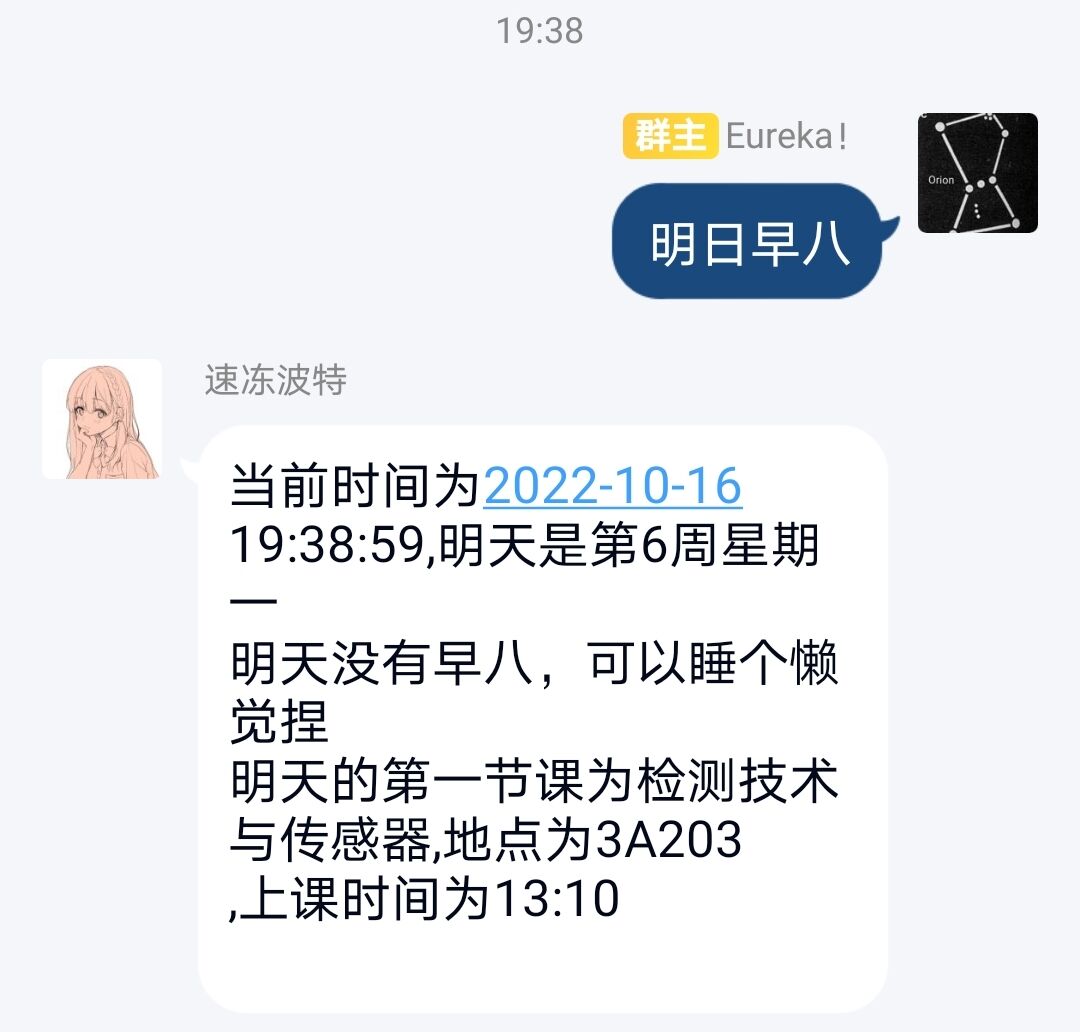 19:38
群主 Eureka!
Orion
明日早八
速冻波特
当前时间为2022-10-16
19:38:59,明天是第6周星期
一
明天没有早八，可以睡个懒
觉捏
明天的第一节课为检测技术
与传感器,地点为3A203
,上课时间为13:10